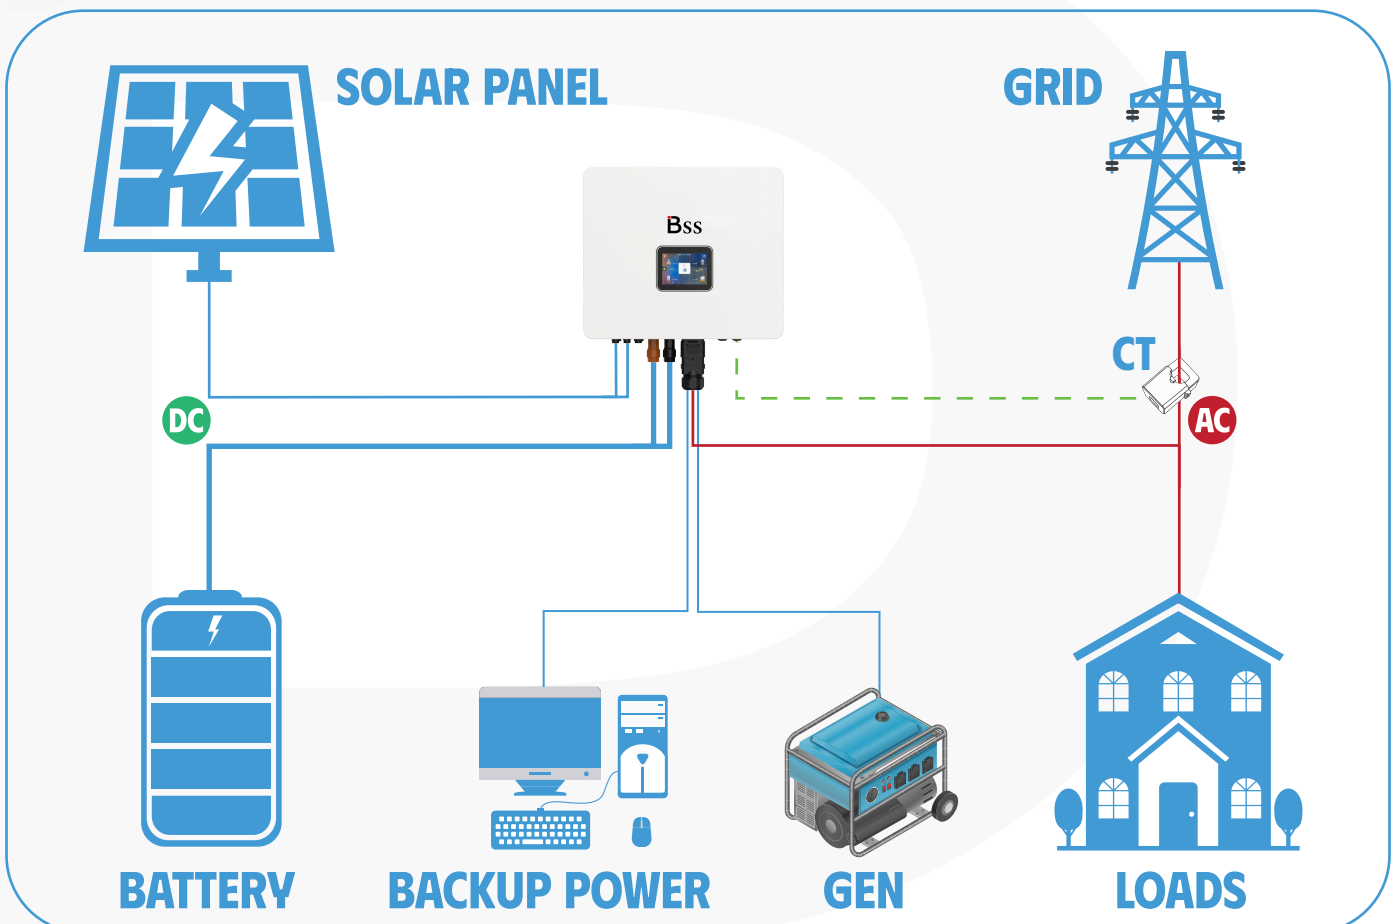 SOLAR PANEL
GRID
Bss
CT
DC
AC
BATTERY
BACKUP POWER
GEN
LOADS